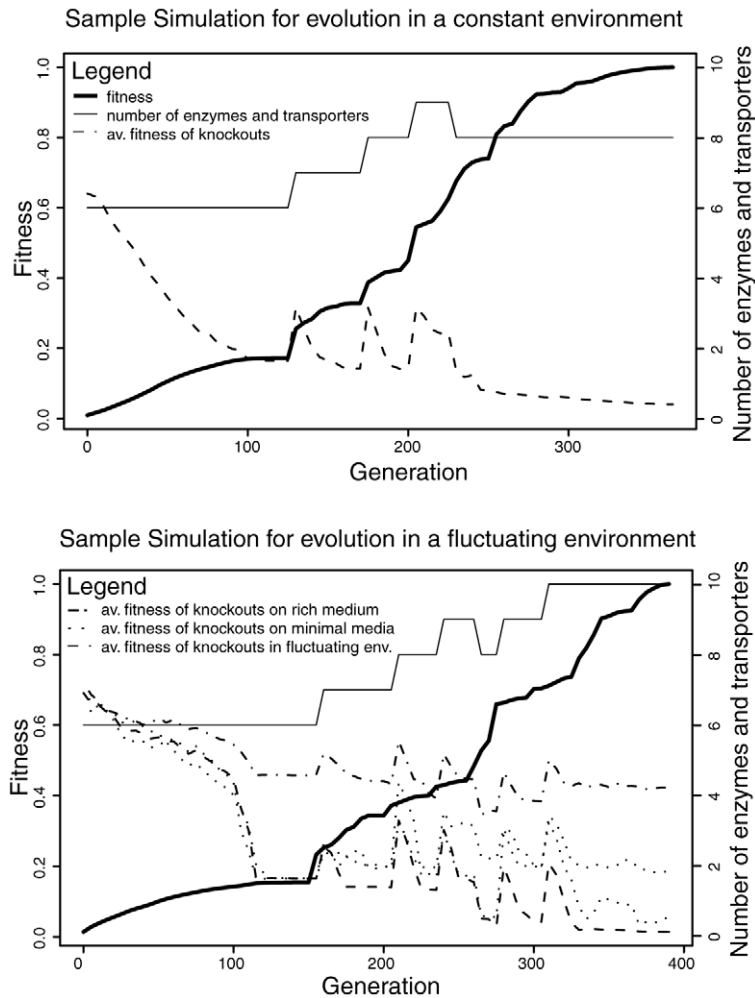 Sample Simulation for evolution in a constant environment
Legend
fitness
number of enzymes and transporters
av. fitness of knockouts
1.0
0.8
0.6
0.4
0.2
0.0
Fitness
10
8
6
4
2
0
Number of enzymes and transporters
0 100 200 300
Generation
Sample Simulation for evolution in a fluctuating environment
Legend
av. fitness of knockouts on rich medium
av. fitness of knockouts on minimal media
av. fitness of knockouts in fluctuating env.
1.0
0.8
0.6
0.4
0.2
0.0
Fitness
10
8
6
4
2
0
Number of enzymes and transporters
0 100 200 300 400
Generation